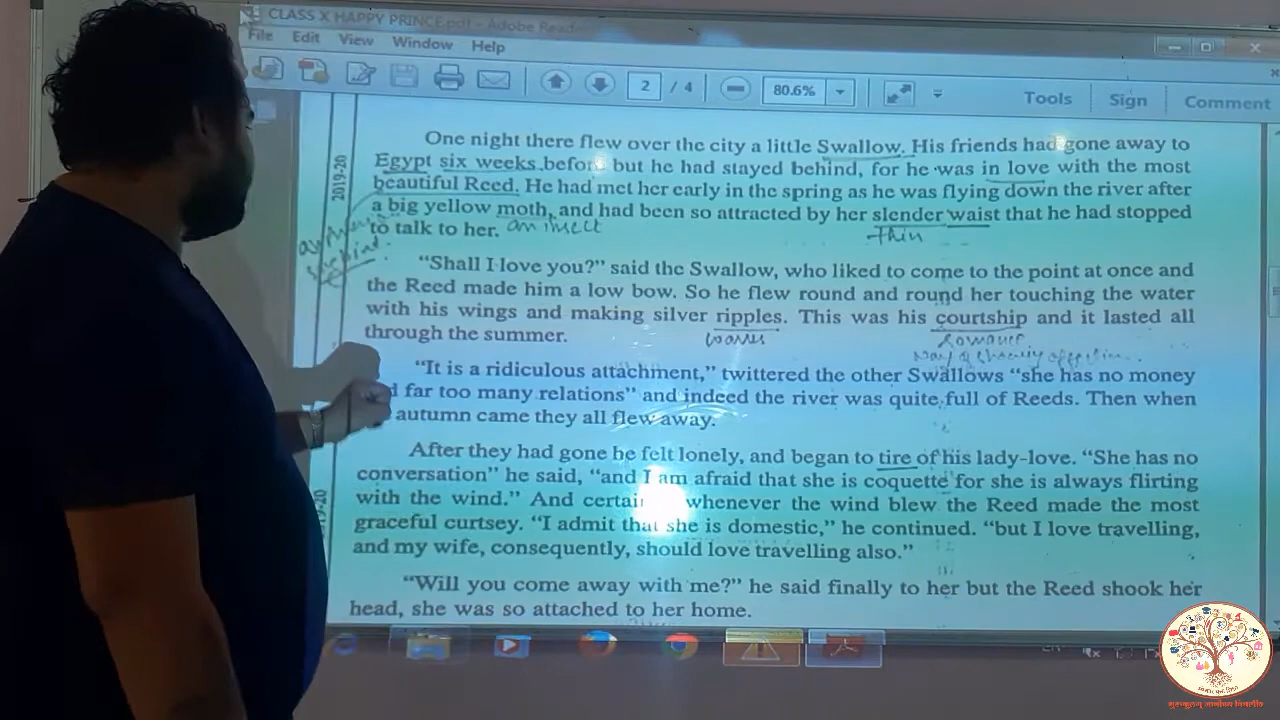 CLASS X HAPPY PRINCE.pdf - Adobe Reader
File Edit View Window Help
2 / 4 80.6% Tools Sign Comment
2019-20
One night there flew over the city a little Swallow. His friends had gone away to
Egypt six weeks before but he had stayed behind, for he was in love with the most
beautiful Reed. He had met her early in the spring as he was flying down the river after
a big yellow moth, and had been so attracted by her slender waist that he had stopped
to talk to her. an insect
thin
"Shall I love you?" said the Swallow, who liked to come to the point at once and
the Reed made him a low bow. So he flew round and round her touching the water
with his wings and making silver ripples. This was his courtship and it lasted all
through the summer. waves Romance
way of showing affection..
"It is a ridiculous attachment," twittered the other Swallows "she has no money
far too many relations" and indeed the river was quite full of Reeds. Then when
autumn came they all flew away.
After they had gone he felt lonely, and began to tire of his lady-love. "She has no
conversation" he said, "and I am afraid that she is coquette for she is always flirting
with the wind." And certai whenever the wind blew the Reed made the most
graceful curtsey. "I admit that she is domestic," he continued. "but I love travelling,
and my wife, consequently, should love travelling also."
"Will you come away with me?" he said finally to her but the Reed shook her
head, she was so attached to her home.